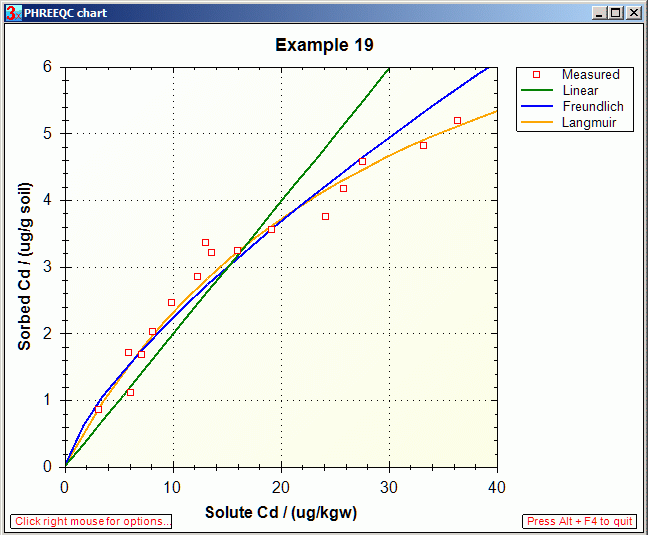 PHREEQC chart
Example 19
Measured
Linear
Freundlich
Langmuir
6
5
4
3
2
1
0
Sorbed Cd / (ug/g soil)
0 10 20 30 40
Solute Cd / (ug/kgw)
Click right mouse for options...
Press Alt + F4 to quit